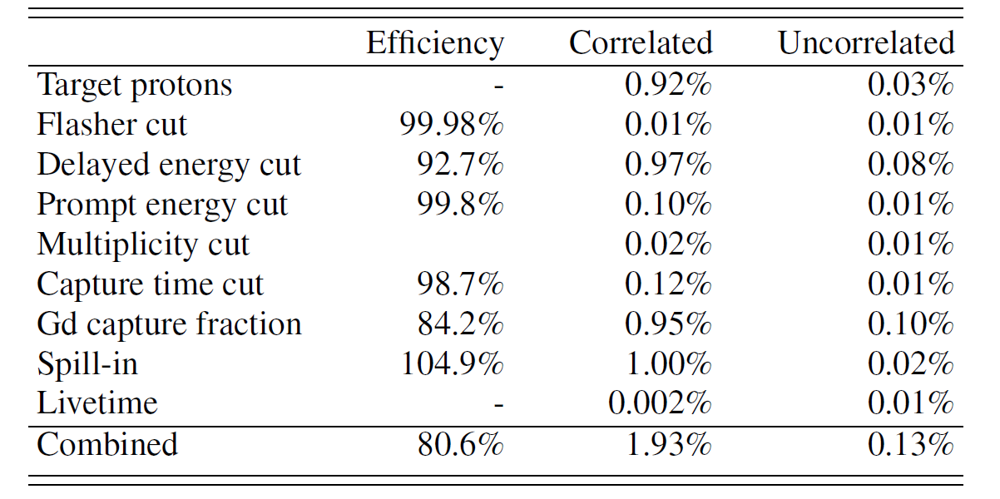 Efficiency Correlated Uncorrelated
Target protons - 0.92% 0.03%
Flasher cut 99.98% 0.01% 0.01%
Delayed energy cut 92.7% 0.97% 0.08%
Prompt energy cut 99.8% 0.10% 0.01%
Multiplicity cut 0.02% 0.01%
Capture time cut 98.7% 0.12% 0.01%
Gd capture fraction 84.2% 0.95% 0.10%
Spill-in 104.9% 1.00% 0.02%
Livetime - 0.002% 0.01%
Combined 80.6% 1.93% 0.13%